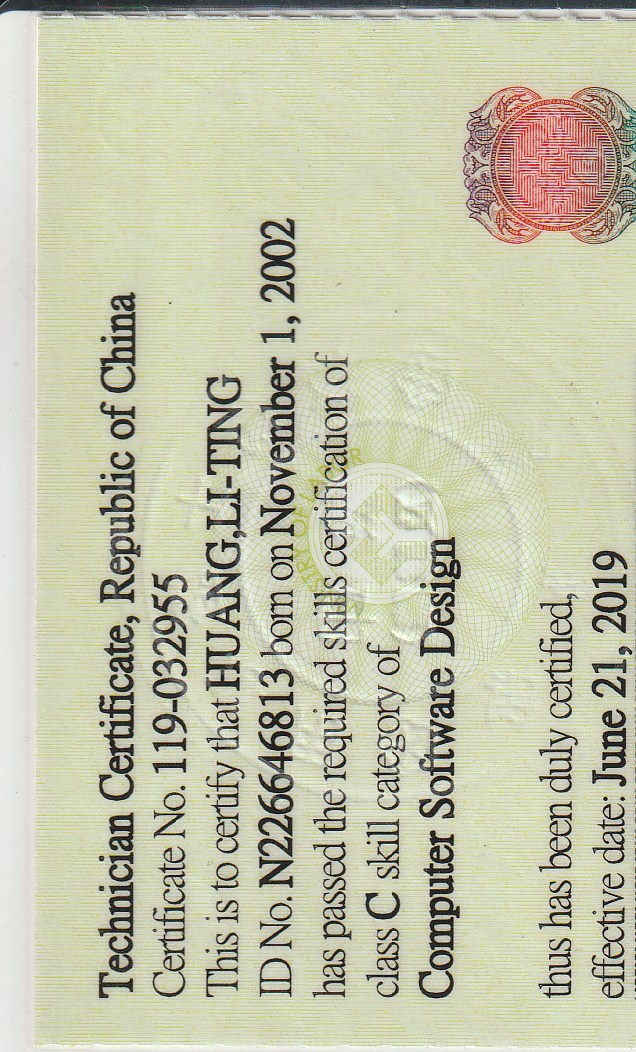 Technician Certificate, Republic of China
Certificate No. 119-032955
This is to certify that HUANG,LI-TING
ID No. N226646813 born on November 1, 2002
has passed the required skills certification of
class C skill category of
Computer Software Design
thus has been duly certified,
effective date: June 21, 2019